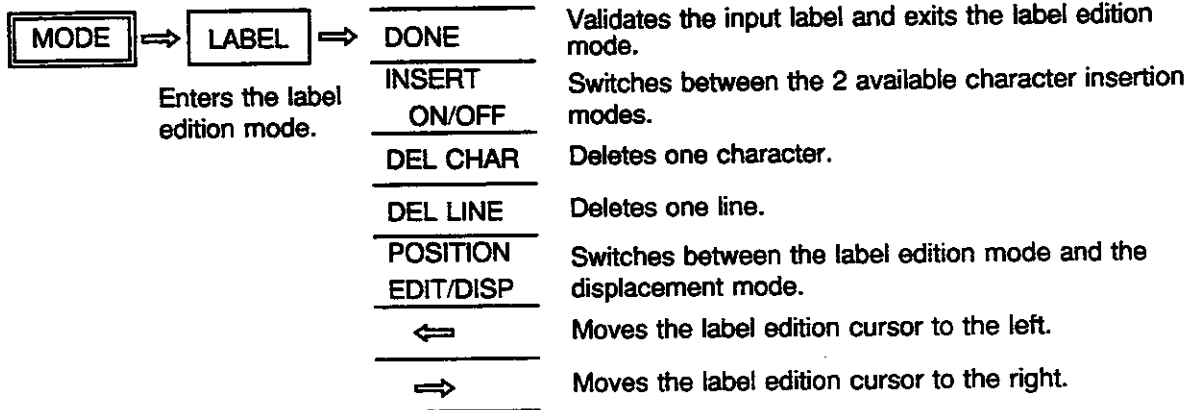 MODE ⇒ LABEL ⇒ DONE Validates the input label and exits the label edition
mode.
Enters the label
edition mode.
INSERT Switches between the 2 available character insertion
ON/OFF modes.
DEL CHAR Deletes one character.
DEL LINE Deletes one line.
POSITION Switches between the label edition mode and the
EDIT/DISP displacement mode.
⇐ Moves the label edition cursor to the left.
⇒ Moves the label edition cursor to the right.